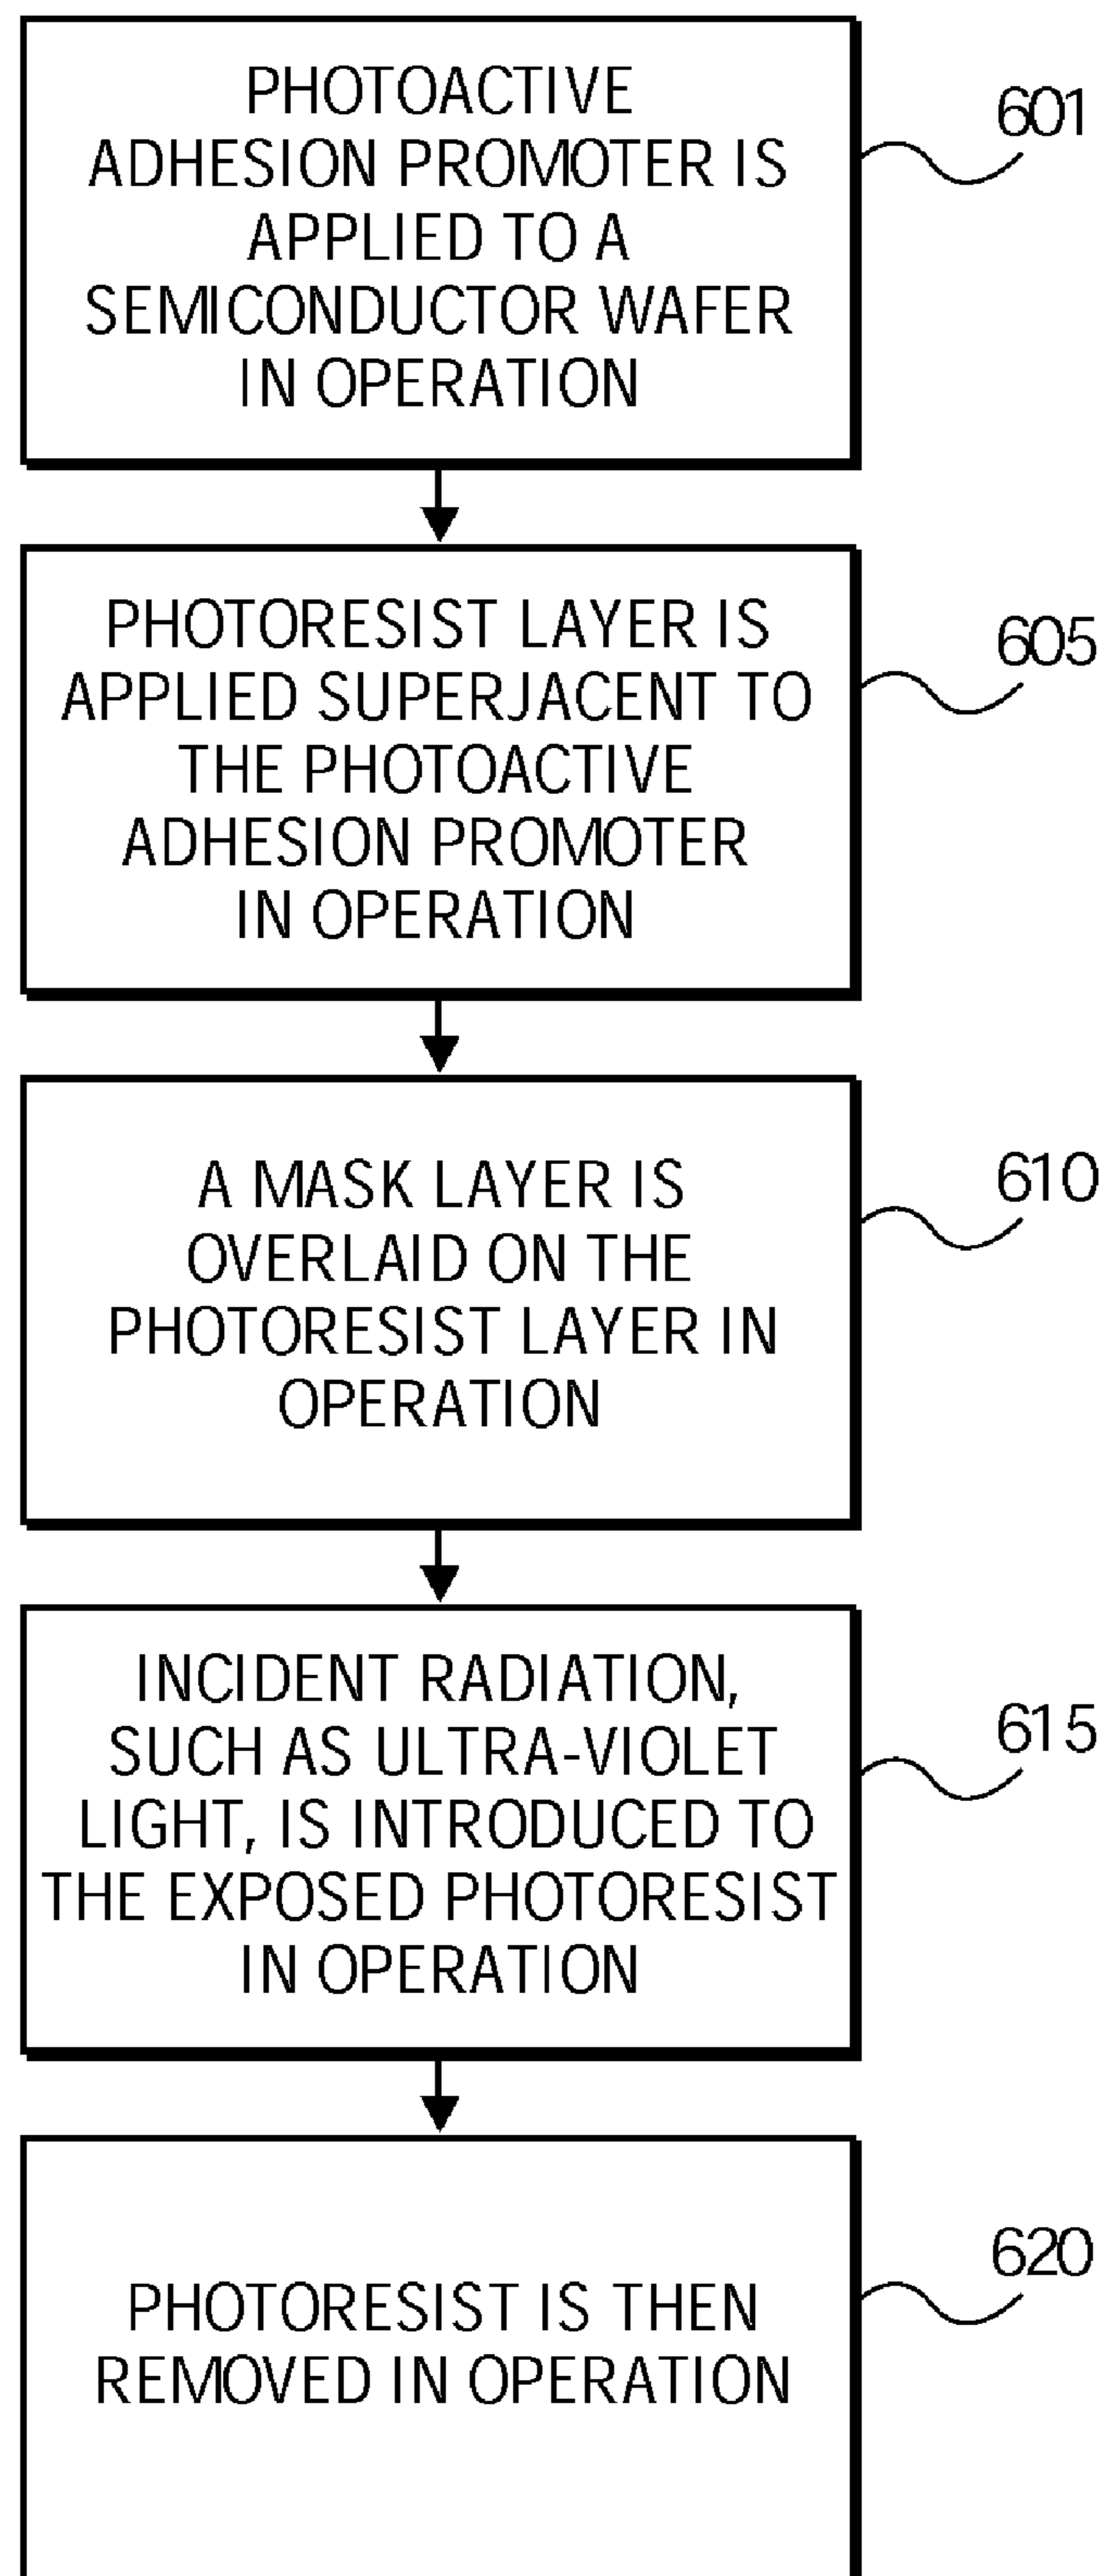 PHOTOACTIVE
ADHESION PROMOTER IS
APPLIED TO A
SEMICONDUCTOR WAFER
IN OPERATION
601
PHOTORESIST LAYER IS
APPLIED SUPERJACENT TO
THE PHOTOACTIVE
ADHESION PROMOTER
IN OPERATION
605
A MASK LAYER IS
OVERLAID ON THE
PHOTORESIST LAYER IN
OPERATION
610
INCIDENT RADIATION,
SUCH AS ULTRA-VIOLET
LIGHT, IS INTRODUCED TO
THE EXPOSED PHOTORESIST
IN OPERATION
615
PHOTORESIST IS THEN
REMOVED IN OPERATION
620